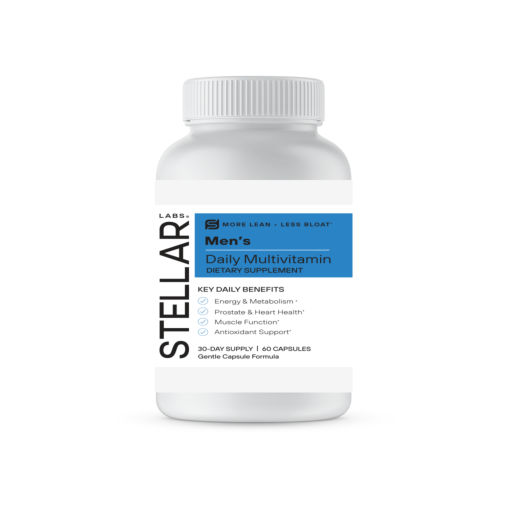 STELLAR
LABS®
MORE LEAN • LESS BLOAT*
Men's
Daily Multivitamin
DIETARY SUPPLEMENT
KEY DAILY BENEFITS
Energy & Metabolism *
Prostate & Heart Health*
Muscle Function*
Antioxidant Support*
30-DAY SUPPLY | 60 CAPSULES
Gentle Capsule Formula